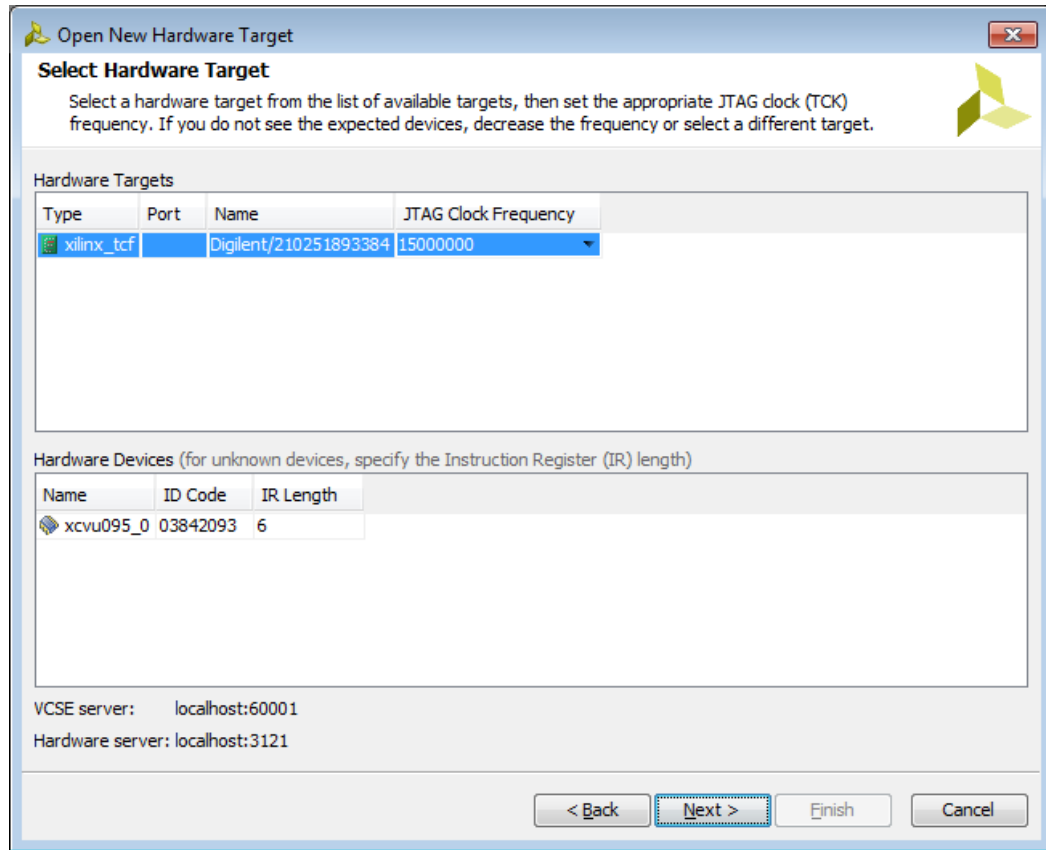 Open New Hardware Target
Select Hardware Target
Select a hardware target from the list of available targets, then set the appropriate JTAG clock (TCK)
frequency. If you do not see the expected devices, decrease the frequency or select a different target.
Hardware Targets
Type Port Name JTAG Clock Frequency
xilinx_tcf Digilent/210251893384 15000000
Hardware Devices (for unknown devices, specify the Instruction Register (IR) length)
Name ID Code IR Length
xcvu095_0 03842093 6
VCSE server: localhost:60001
Hardware server: localhost:3121
< Back Next > Finish Cancel